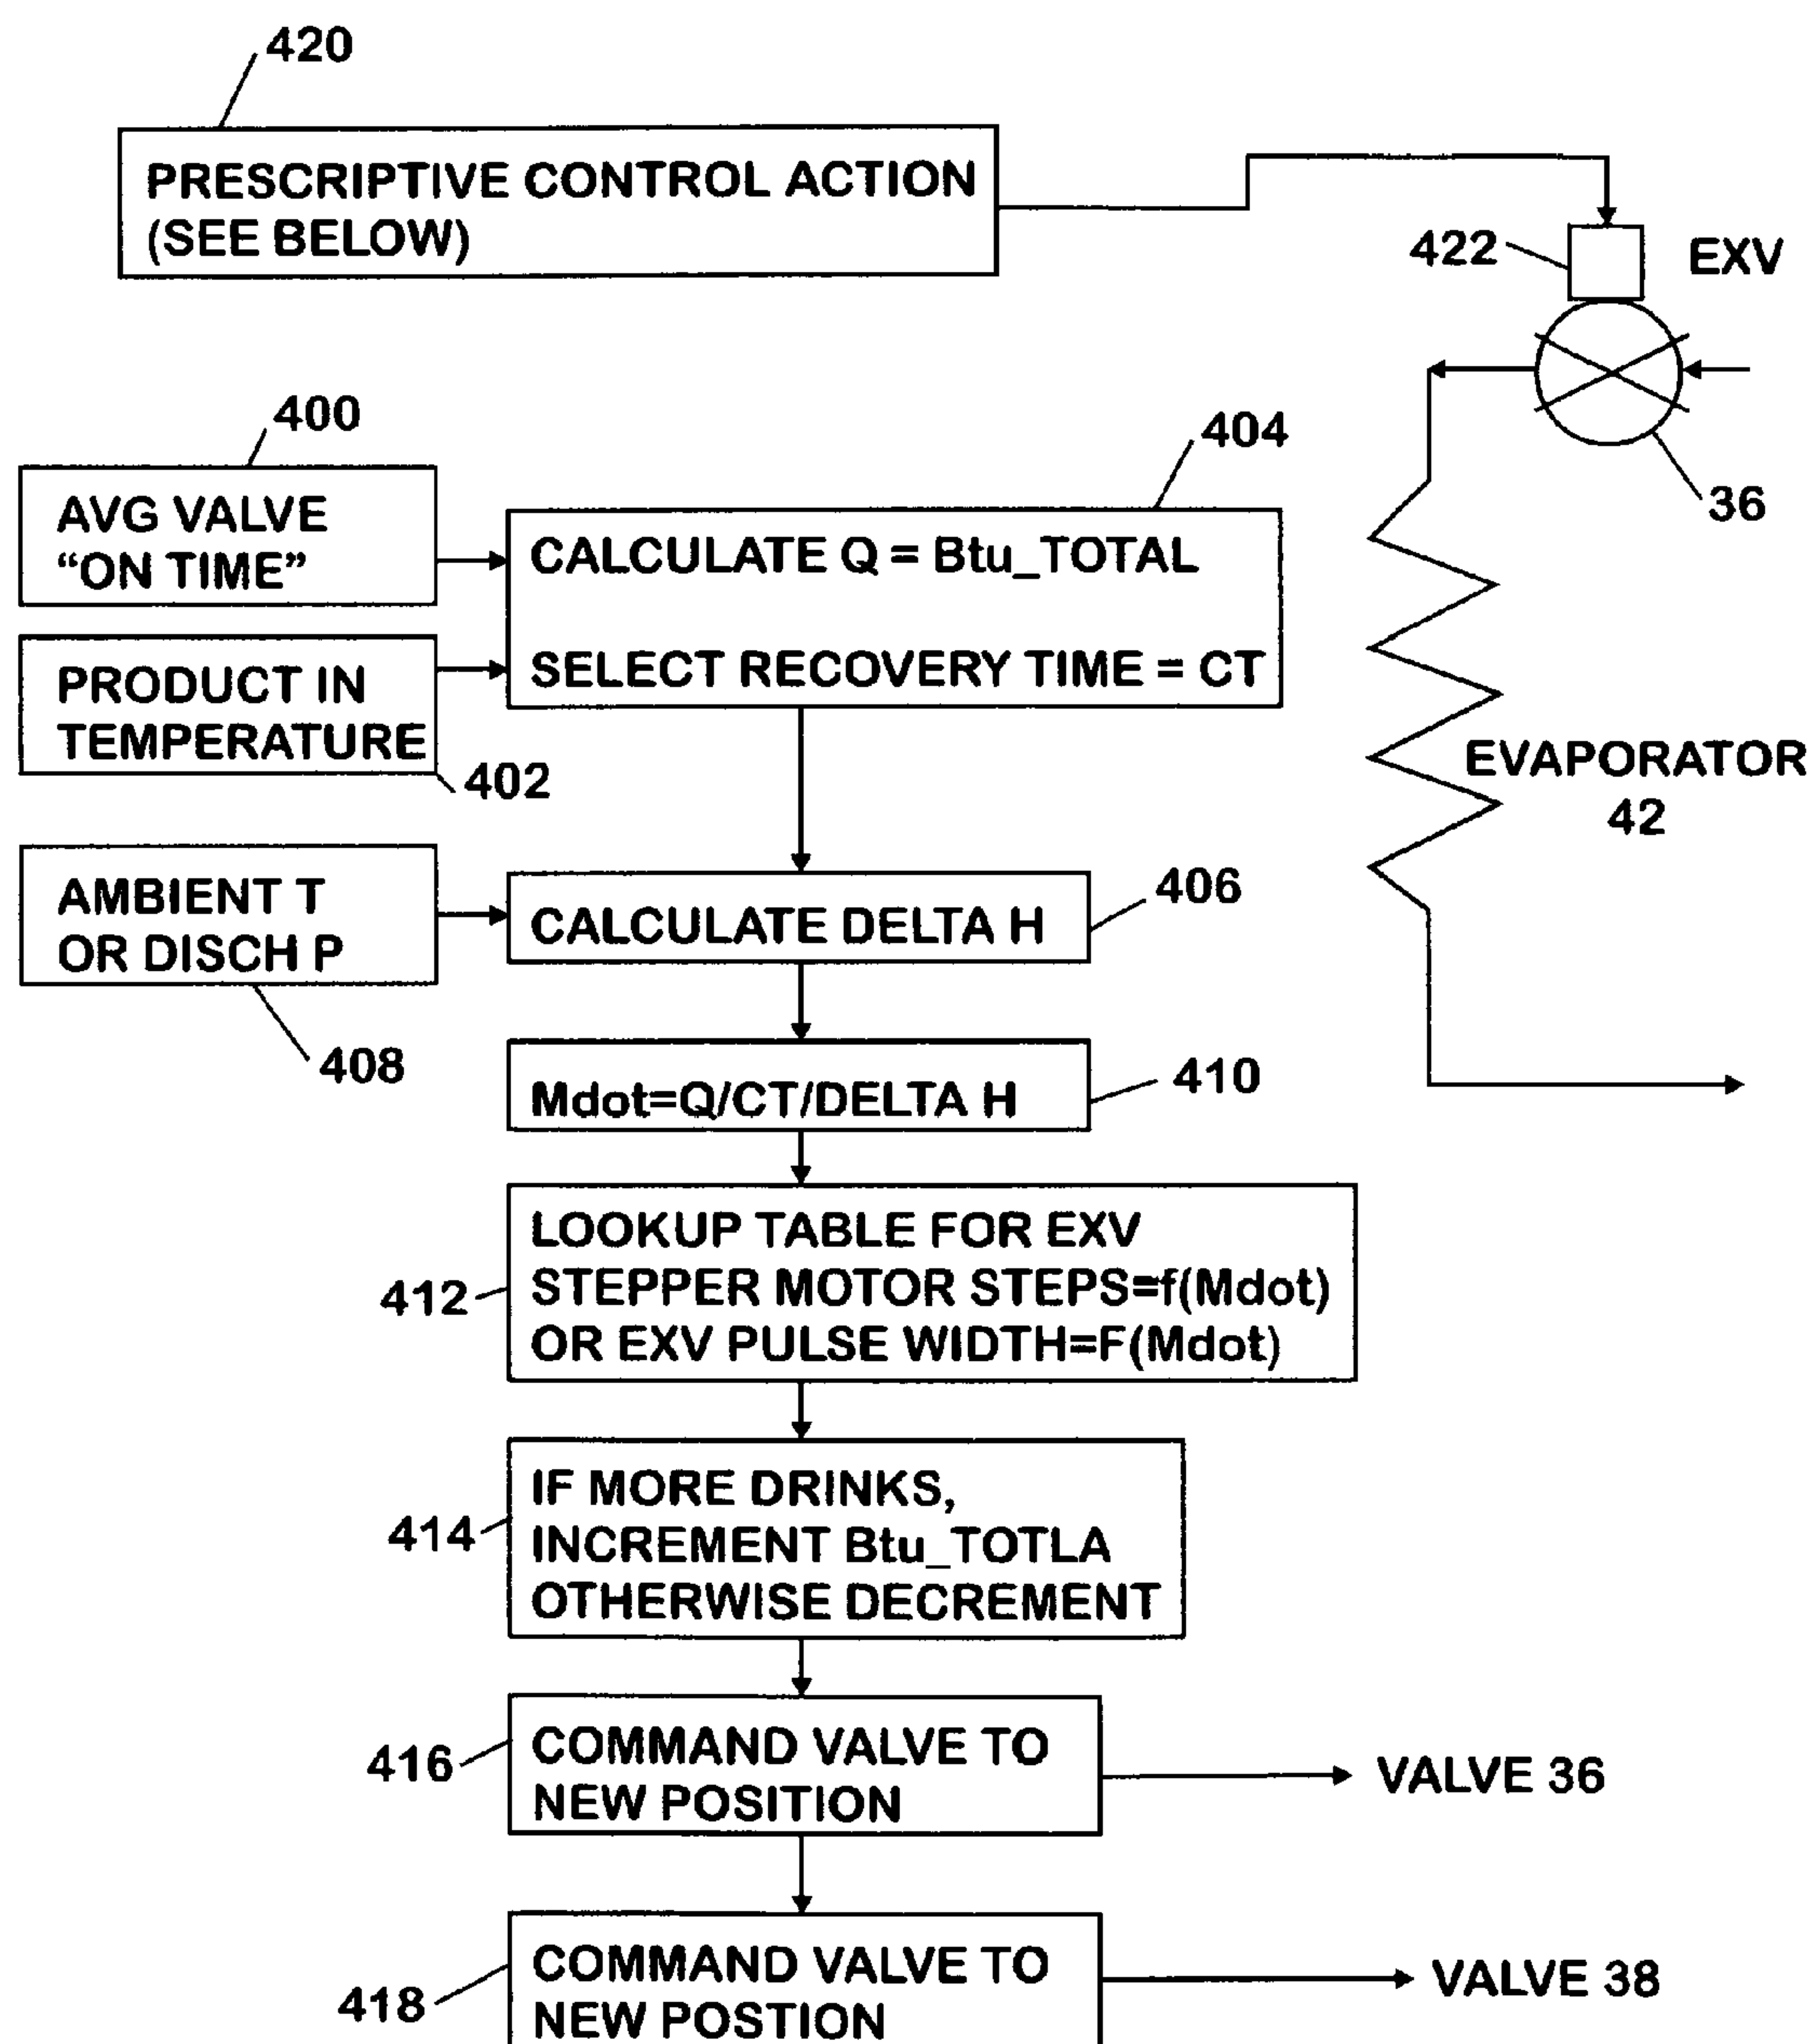 420
PRESCRIPTIVE CONTROL ACTION
(SEE BELOW)
422
EXV
36
400
AVG VALVE
“ON TIME”
404
CALCULATE Q = Btu_TOTAL
SELECT RECOVERY TIME = CT
PRODUCT IN
TEMPERATURE
402
EVAPORATOR
42
AMBIENT T
OR DISCH P
408
406
CALCULATE DELTA H
410
Mdot=Q/CT/DELTA H
412
LOOKUP TABLE FOR EXV
STEPPER MOTOR STEPS=f(Mdot)
OR EXV PULSE WIDTH=F(Mdot)
414
IF MORE DRINKS,
INCREMENT Btu_TOTLA
OTHERWISE DECREMENT
416
COMMAND VALVE TO
NEW POSITION
VALVE 36
418
COMMAND VALVE TO
NEW POSTION
VALVE 38